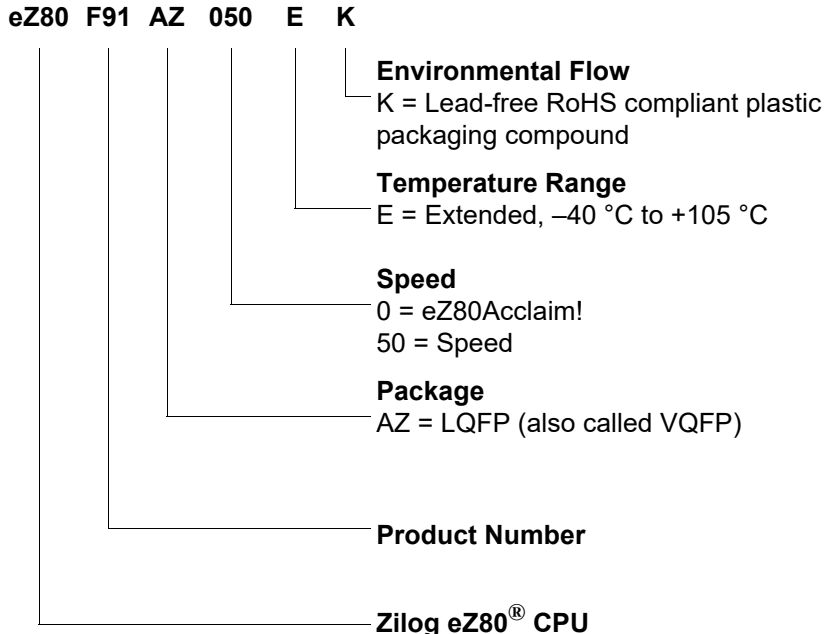 eZ80 F91 AZ 050 E K
Environmental Flow
K = Lead-free RoHS compliant plastic
packaging compound
Temperature Range
E = Extended, –40 °C to +105 °C
Speed
0 = eZ80Acclaim!
50 = Speed
Package
AZ = LQFP (also called VQFP)
Product Number
Zilog eZ80® CPU